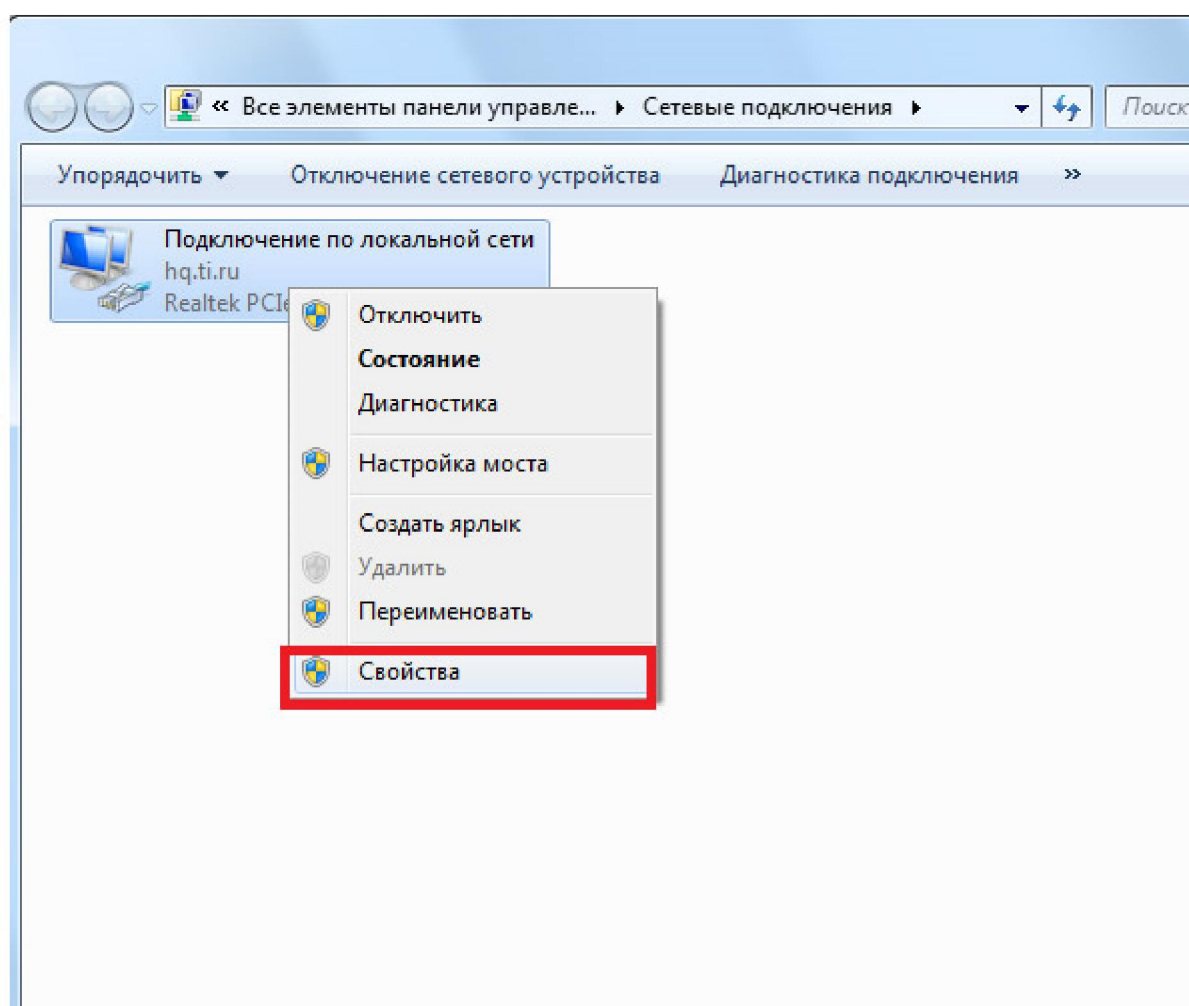 « Все элементы панели управле... Сетевые подключения Поиск
Упорядочить Отключение сетевого устройства Диагностика подключения »
Подключение по локальной сети
hq.ti.ru
Realtek PCIe
Отключить
Состояние
Диагностика
Настройка моста
Создать ярлык
Удалить
Переименовать
Свойства